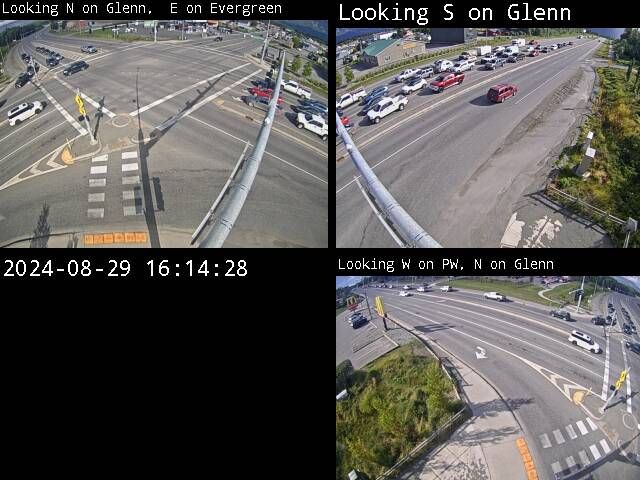 Looking N on Glenn,  E on Evergreen
Looking S on Glenn
2024-08-29 16:14:28
Looking W on PW, N on Glenn